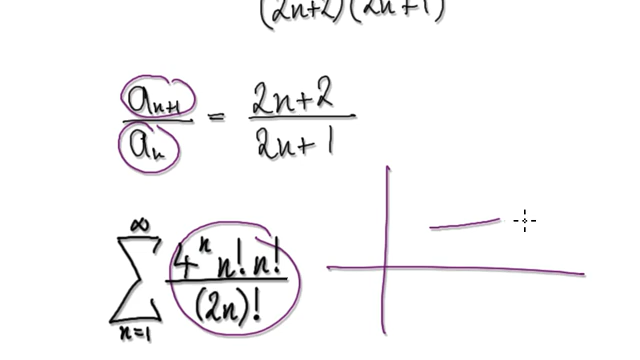 (2n+2)(2n+1)
a_{n+1}/a_n = (2n+2)/(2n+1)
∑_{n=1}^{∞} (4^n n! n!)/((2n)!)